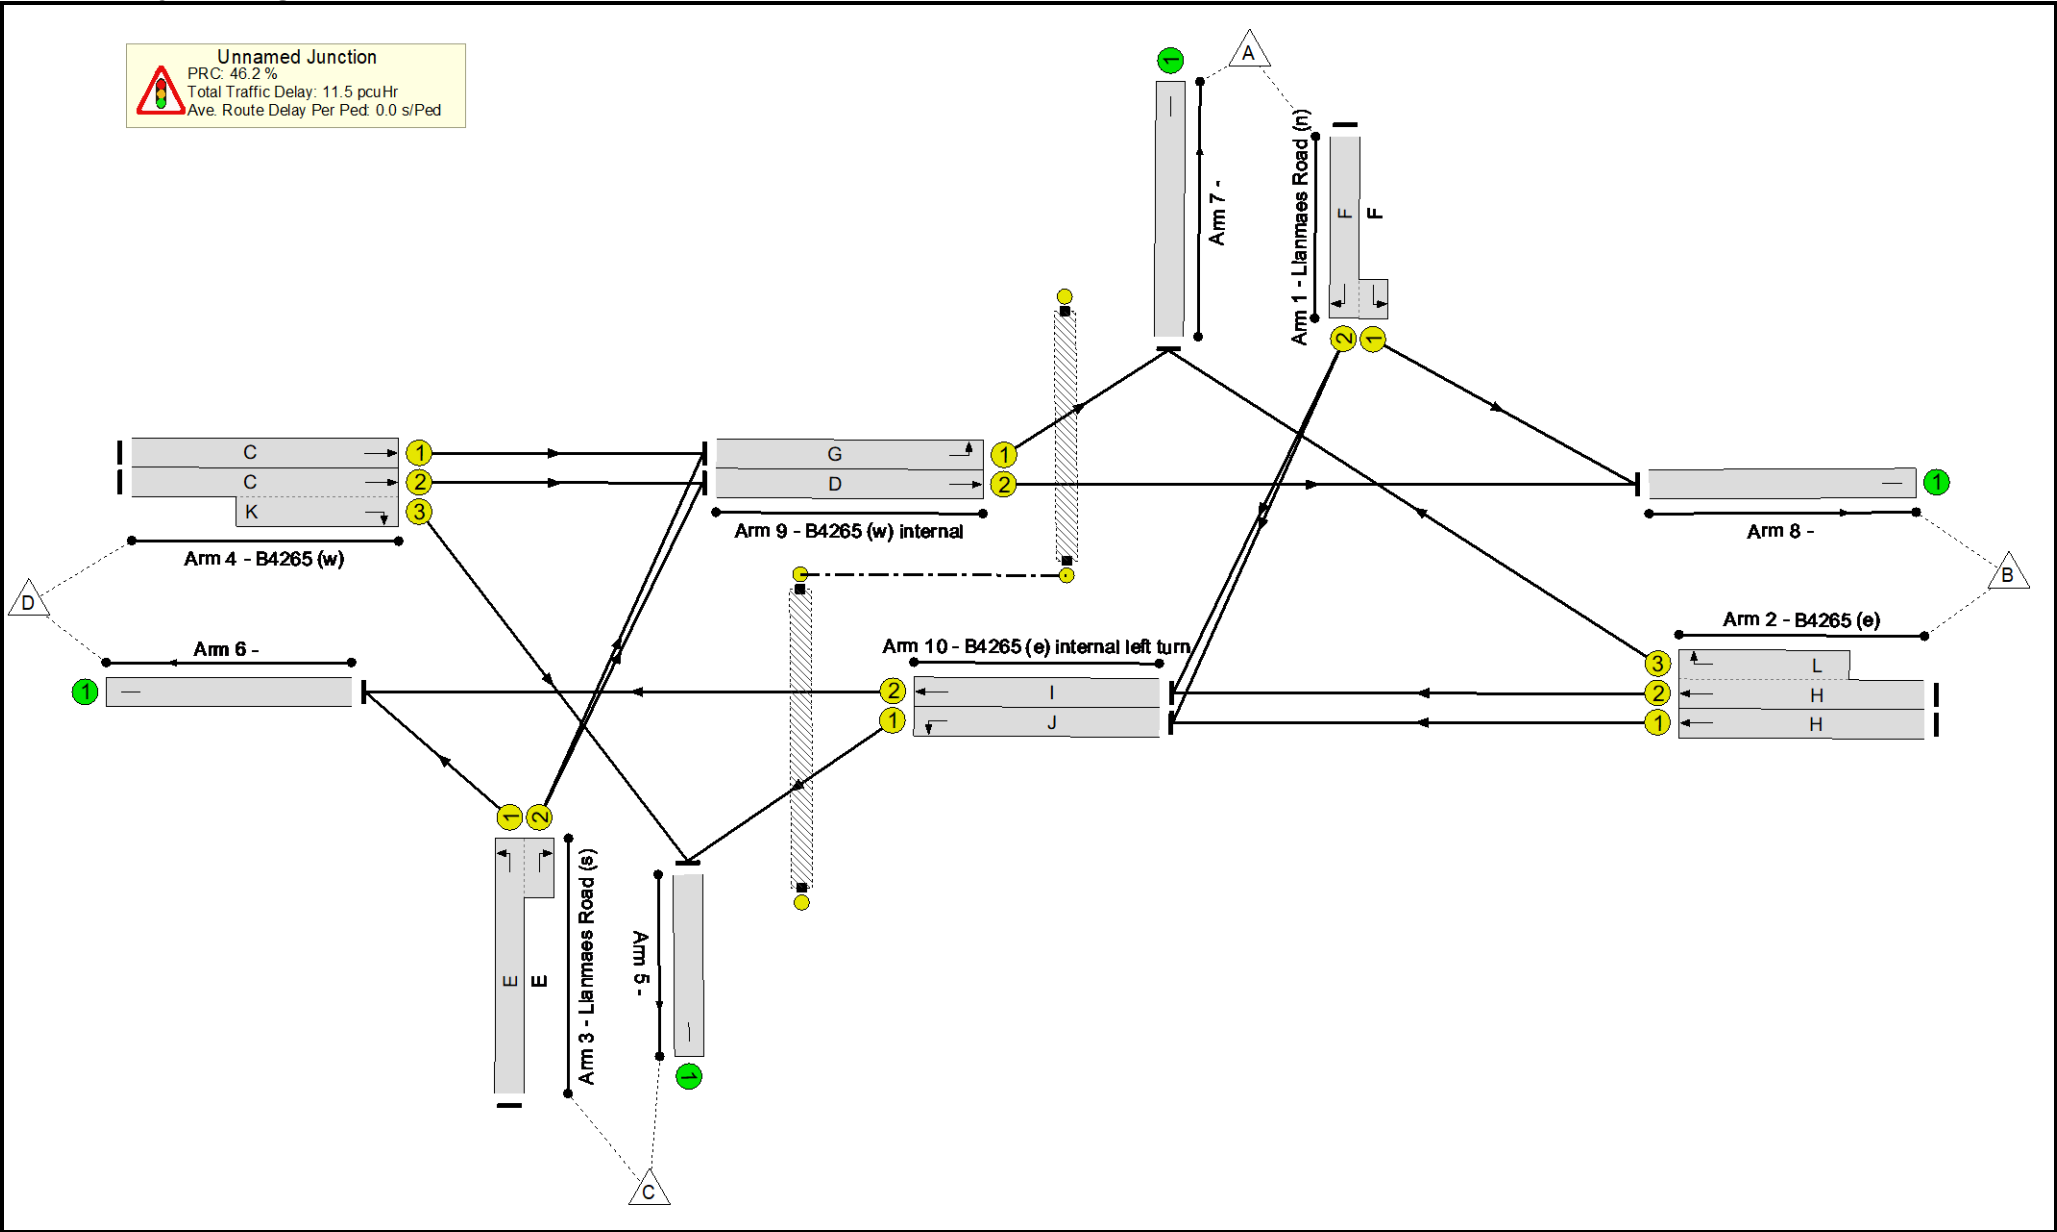 Unnamed Junction
PRC: 46.2 %
Total Traffic Delay: 11.5 pcuHr
Ave. Route Delay Per Ped: 0.0 s/Ped
1
A
Arm 7 -
Arm 1 - Llanmaes Road (n)
F
F
2
1
C
1
C
2
K
3
Arm 4 - B4265 (w)
G
1
D
2
Arm 9 - B4265 (w) internal
1
Arm 8 -
B
D
Arm 6 -
1
Arm 10 - B4265 (e) internal left turn
2
I
1
J
Arm 2 - B4265 (e)
3
L
2
H
1
H
1
2
E
E
Arm 3 - Llanmaes Road (s)
Arm 5 -
1
C